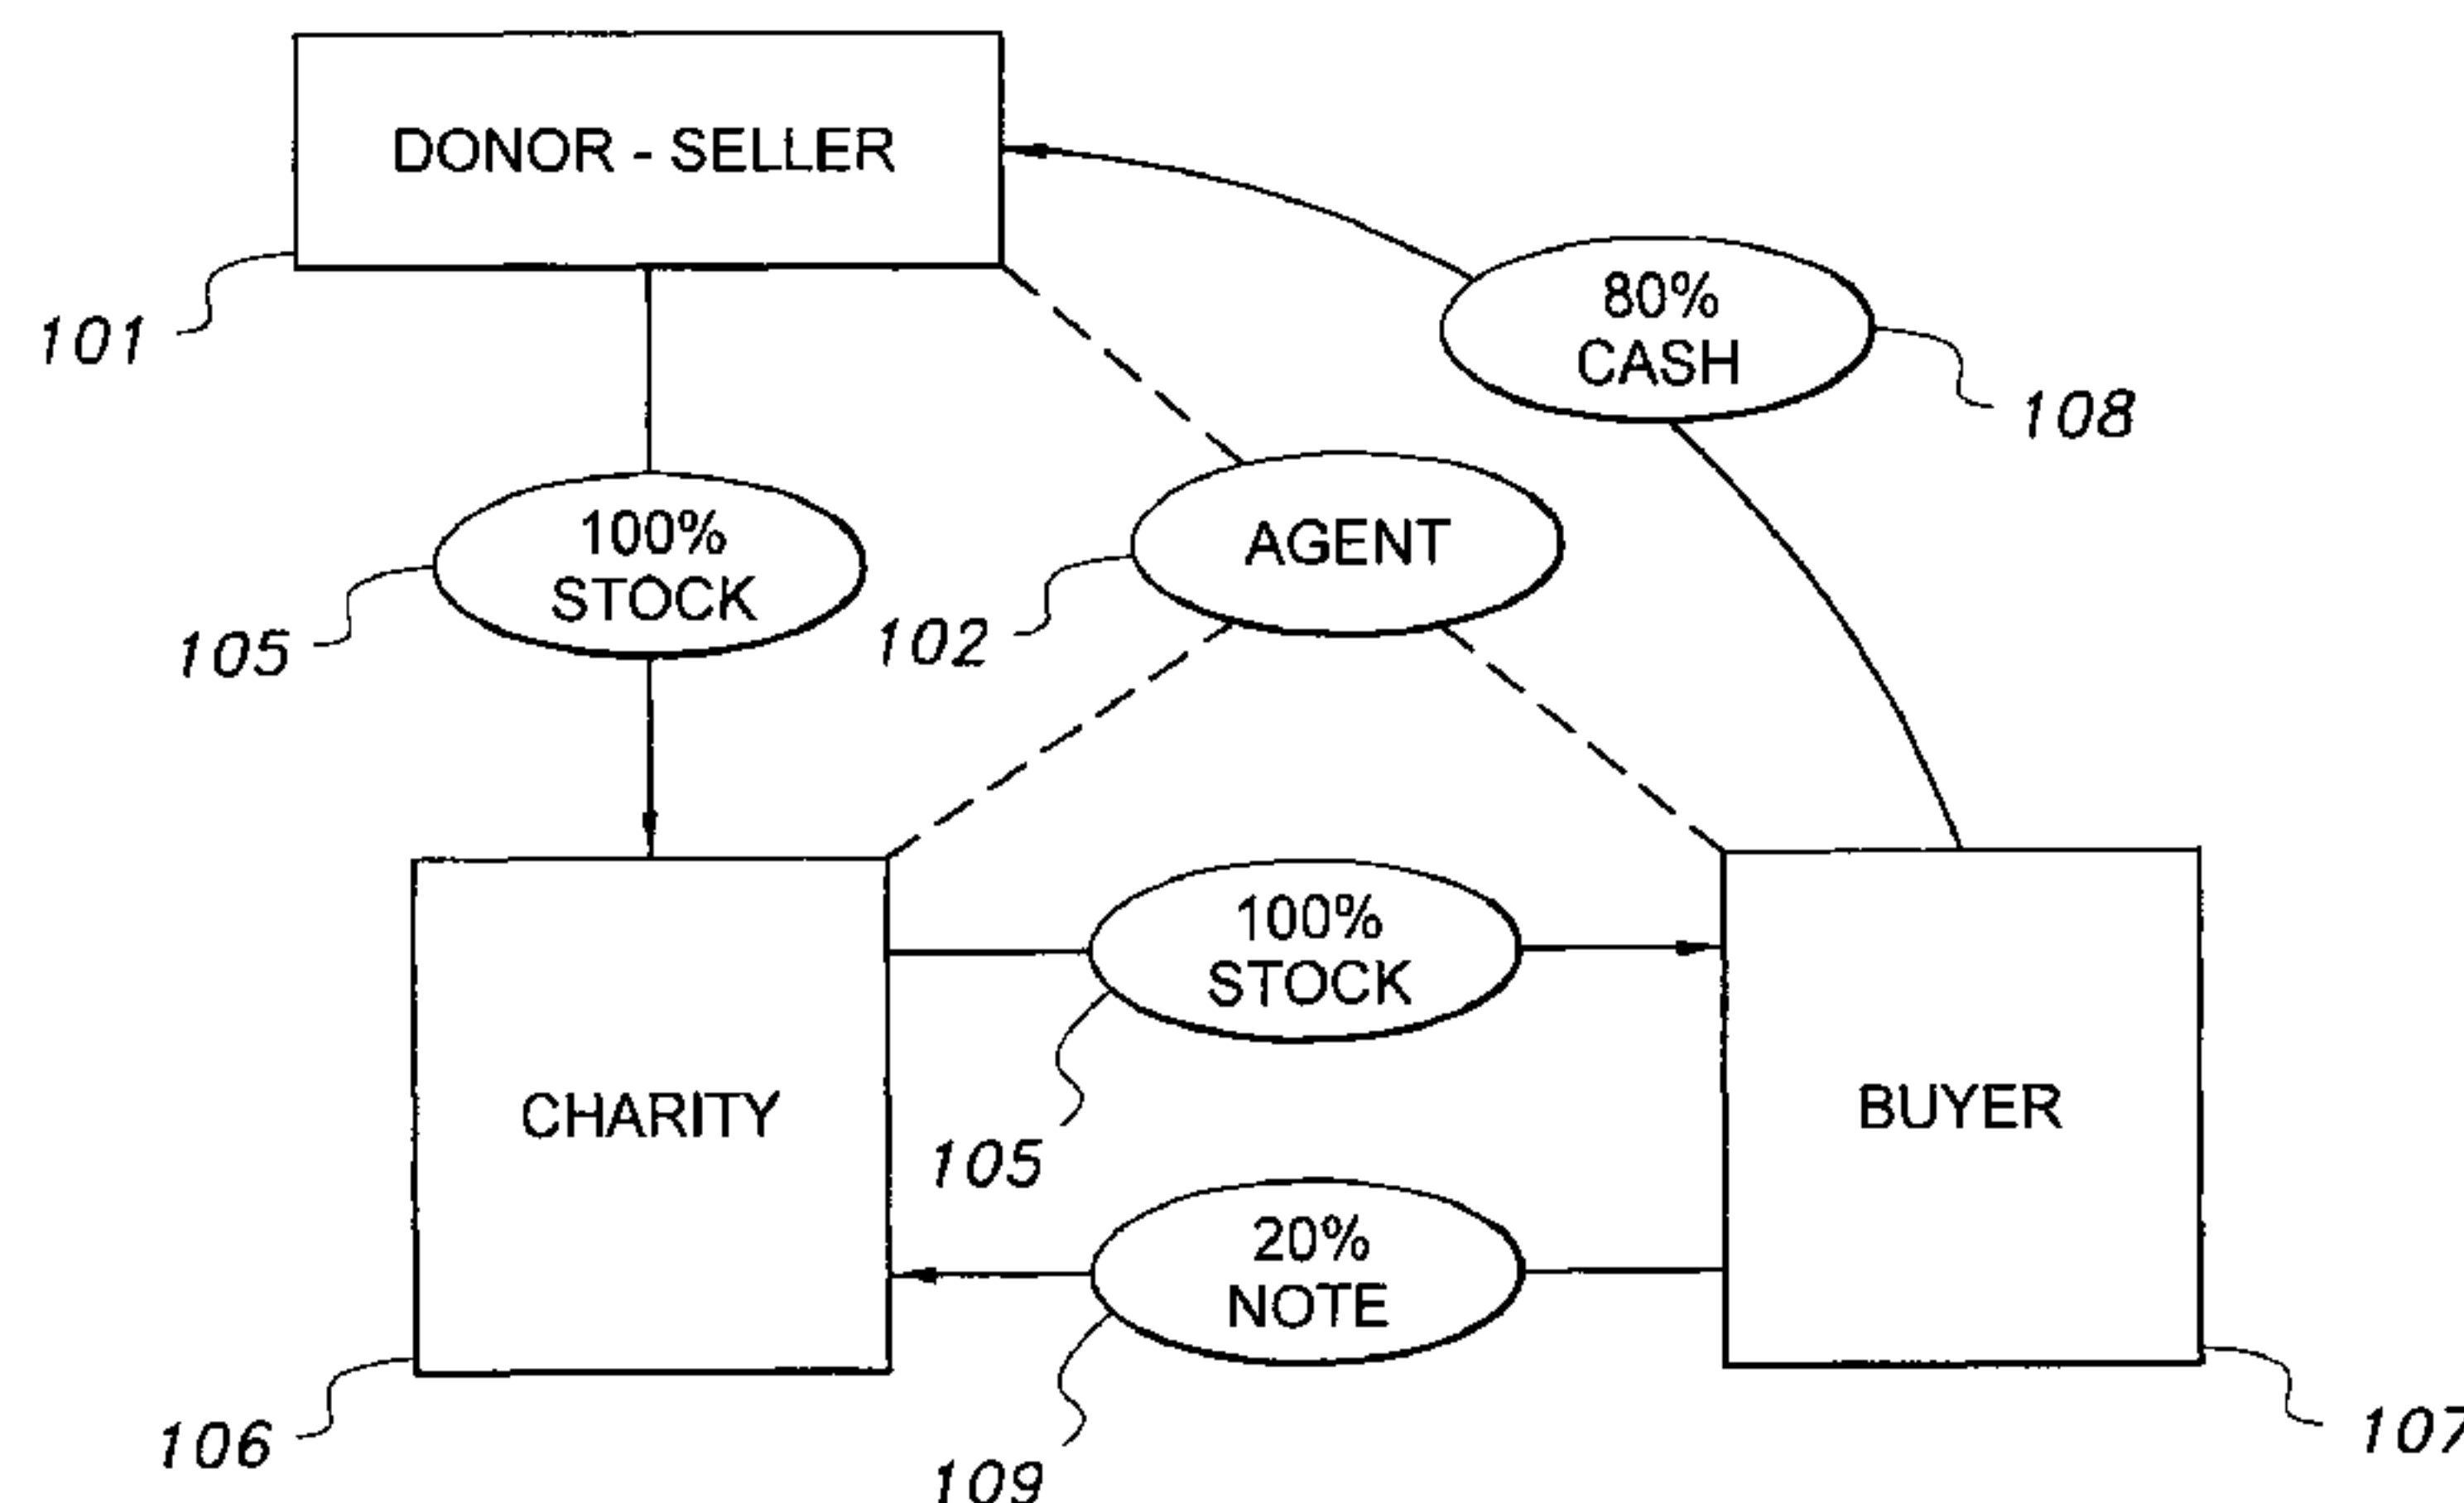 DONOR - SELLER
101
80%
CASH
108
100%
STOCK
105
AGENT
102
100%
STOCK
105
CHARITY
BUYER
20%
NOTE
106
109
107